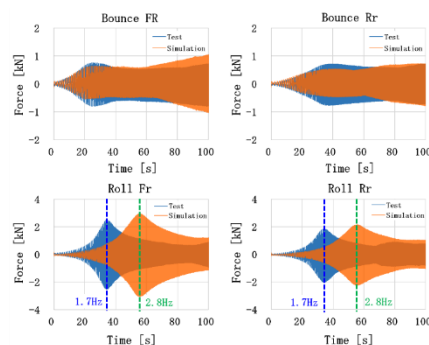 Bounce FR
Bounce Rr
Force [kN]
2
1
0
-1
-2
Test
Simulation
0 20 40 60 80 100
Time [s]
Force [kN]
2
1
0
-1
-2
Test
Simulation
0 20 40 60 80 100
Time [s]
Roll Fr
Roll Rr
Force [kN]
4
2
0
-2
-4
Test
Simulation
1.7Hz
2.8Hz
0 20 40 60 80 100
Time [s]
Force [kN]
4
2
0
-2
-4
Test
Simulation
1.7Hz
2.8Hz
0 20 40 60 80 100
Time [s]